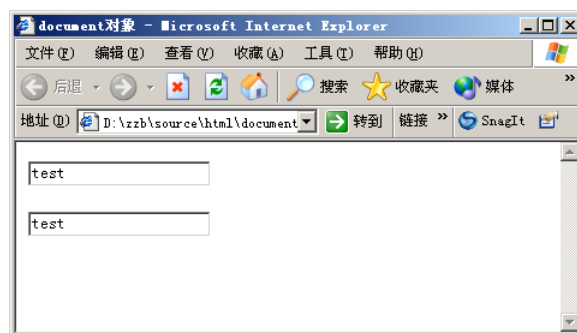 document对象 - Microsoft Internet Explorer
文件(F) 编辑(E) 查看(V) 收藏(A) 工具(T) 帮助(H)
后退 搜索 收藏夹 媒体 »
地址(D) D:\zzb\source\html\document 转到 链接 » SnagIt
test
test